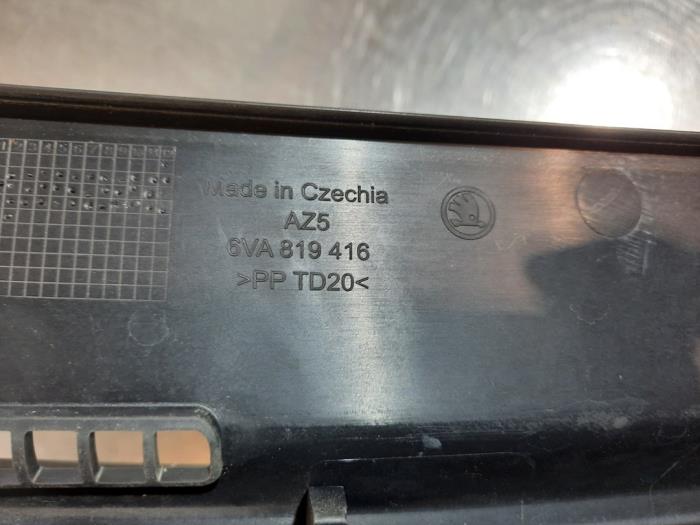 Made in Czechia
AZ5
6VA 819 416
>PP TD20<